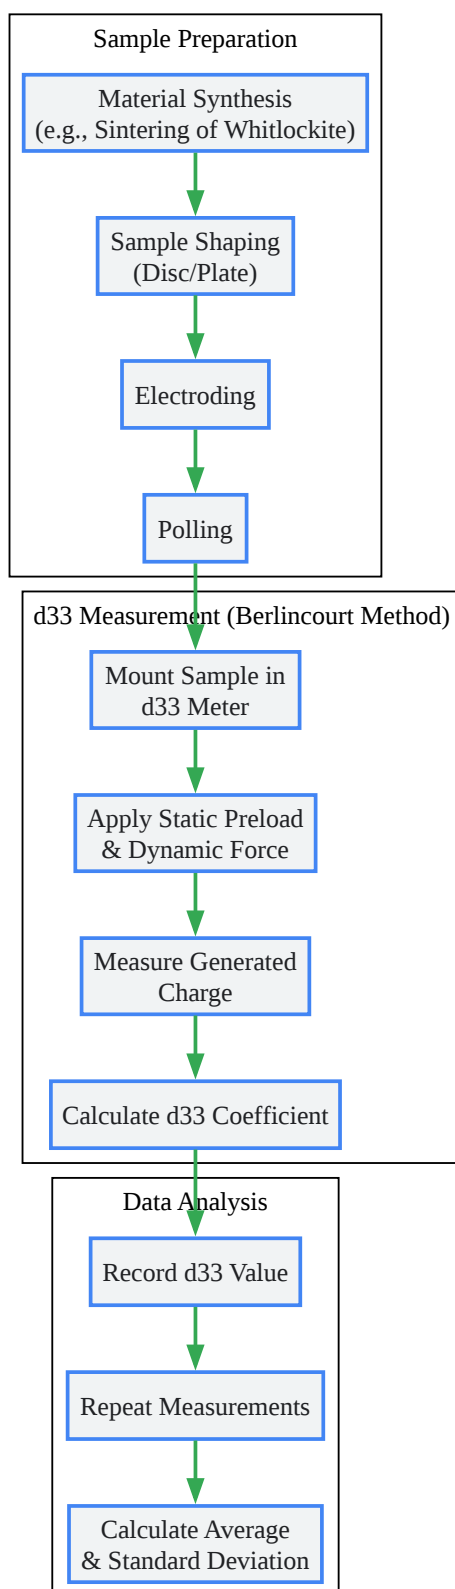 Sample Preparation
Material Synthesis
(e.g., Sintering of Whitlockite)
Sample Shaping
(Disc/Plate)
Electroding
Polling
d33 Measurement (Berlincourt Method)
Mount Sample in
d33 Meter
Apply Static Preload
& Dynamic Force
Measure Generated
Charge
Calculate d33 Coefficient
Data Analysis
Record d33 Value
Repeat Measurements
Calculate Average
& Standard Deviation